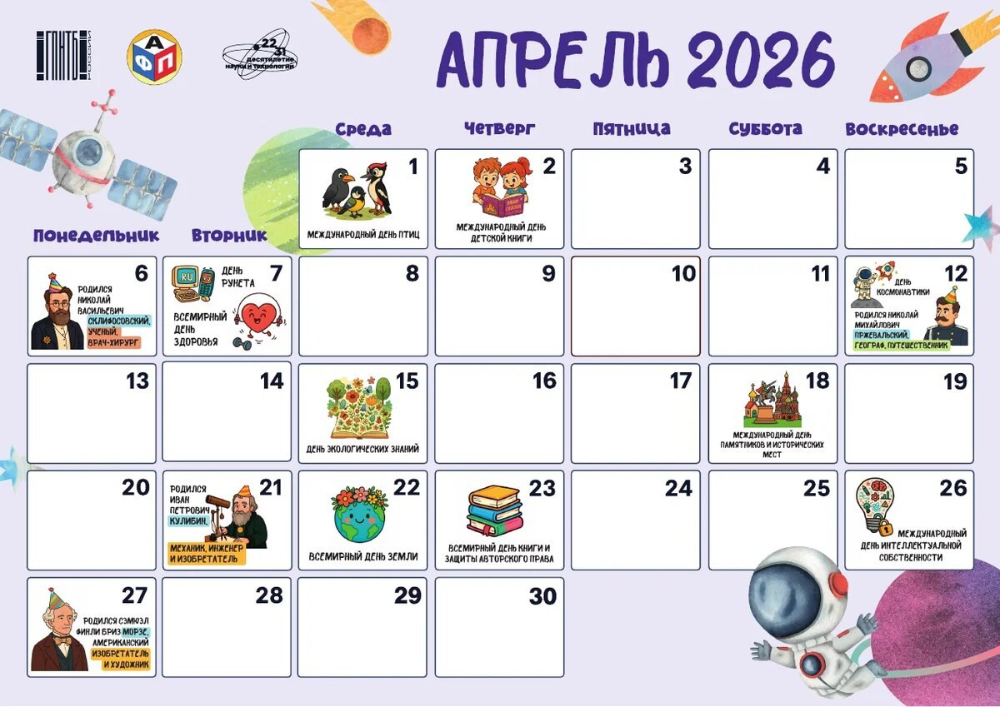 ГПНТБ
РОССИИ
А
Ф П
22
31
десятилетие
науки и технологий
АПРЕЛЬ 2026
Среда Четверг Пятница Суббота Воскресенье
1
МЕЖДУНАРОДНЫЙ ДЕНЬ ПТИЦ
2
МИР
СКАЗОК
МЕЖДУНАРОДНЫЙ ДЕНЬ
ДЕТСКОЙ КНИГИ
3
4
5
Понедельник Вторник
6
РОДИЛСЯ
НИКОЛАЙ
ВАСИЛЬЕВИЧ
СКЛИФОСОВСКИЙ,
УЧЕНЫЙ,
ВРАЧ-ХИРУРГ
7
RU
RU
ДЕНЬ
РУНЕТА
ВСЕМИРНЫЙ
ДЕНЬ
ЗДОРОВЬЯ
8
9
10
11
12
ДЕНЬ
КОСМОНАВТИКИ
РОДИЛСЯ НИКОЛАЙ
МИХАЙЛОВИЧ
ПРЖЕВАЛЬСКИЙ,
ГЕОГРАФ, ПУТЕШЕСТВЕННИК
13
14
15
ДЕНЬ ЭКОЛОГИЧЕСКИХ ЗНАНИЙ
16
17
18
МЕЖДУНАРОДНЫЙ ДЕНЬ
ПАМЯТНИКОВ И ИСТОРИЧЕСКИХ
МЕСТ
19
20
21
РОДИЛСЯ
ИВАН
ПЕТРОВИЧ
КУЛИБИН,
МЕХАНИК, ИНЖЕНЕР
И ИЗОБРЕТАТЕЛЬ
22
ВСЕМИРНЫЙ ДЕНЬ ЗЕМЛИ
23
ВСЕМИРНЫЙ ДЕНЬ КНИГИ И
ЗАЩИТЫ АВТОРСКОГО ПРАВА
24
25
26
МЕЖДУНАРОДНЫЙ
ДЕНЬ ИНТЕЛЛЕКТУАЛЬНОЙ
СОБСТВЕННОСТИ
27
РОДИЛСЯ СЭМЮЭЛ
ФИНЛИ БРИЗ МОРЗЕ,
АМЕРИКАНСКИЙ
ИЗОБРЕТАТЕЛЬ
И ХУДОЖНИК
28
29
30